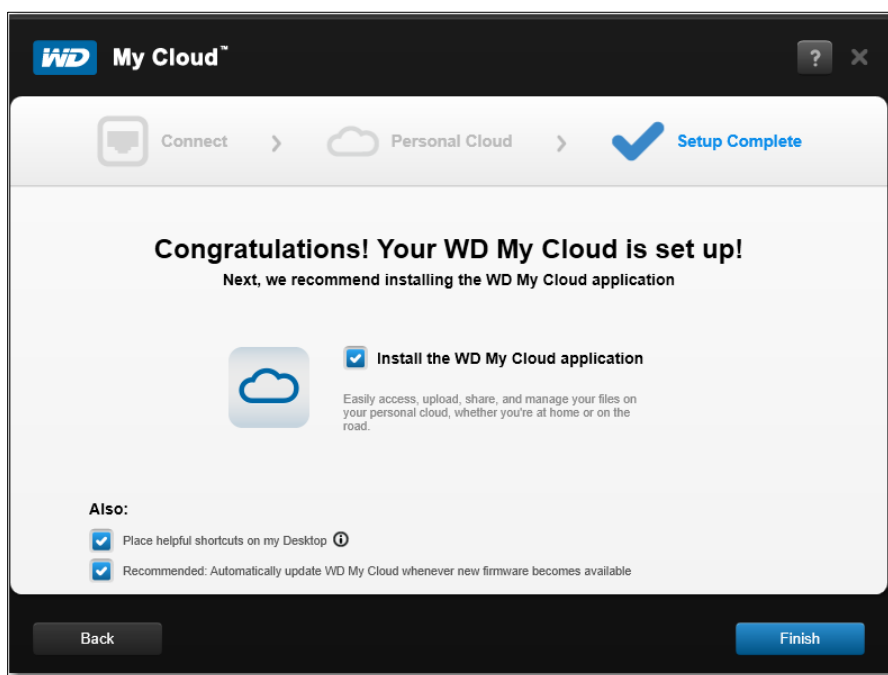 WD My Cloud™ ? ×
Connect > Personal Cloud > Setup Complete
Congratulations! Your WD My Cloud is set up!
Next, we recommend installing the WD My Cloud application
Install the WD My Cloud application
Easily access, upload, share, and manage your files on
your personal cloud, whether you're at home or on the
road.
Also:
Place helpful shortcuts on my Desktop
Recommended: Automatically update WD My Cloud whenever new firmware becomes available
Back Finish